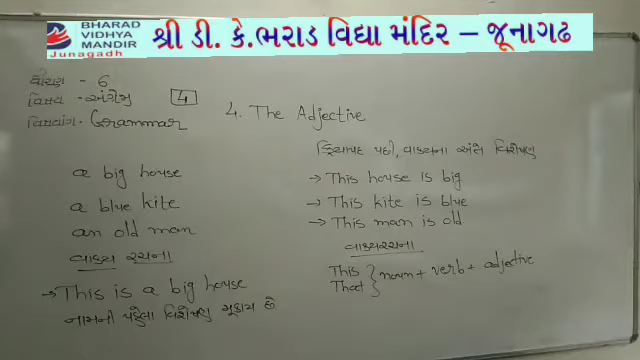 BHARAD
VIDHYA
MANDIR
Junagadh
શ્રી ડી. કે.ભરાડ વિદ્યા મંદિર – જૂનાગઢ
ધોરણ - 6
વિષય - અંગ્રેજી
4
વિષયાંગ - Grammar
4. The Adjective
a big house
a blue kite
an old man
વાક્ય રચના
→ This is a big house
નામની પહેલા વિશેષણ મૂકાય છે
ક્રિયાપદ પછી, વાક્યના અંતે વિશેષણ
→ This house is big
→ This kite is blue
→ This man is old
વાક્યરચના
This } noun + verb + adjective
That